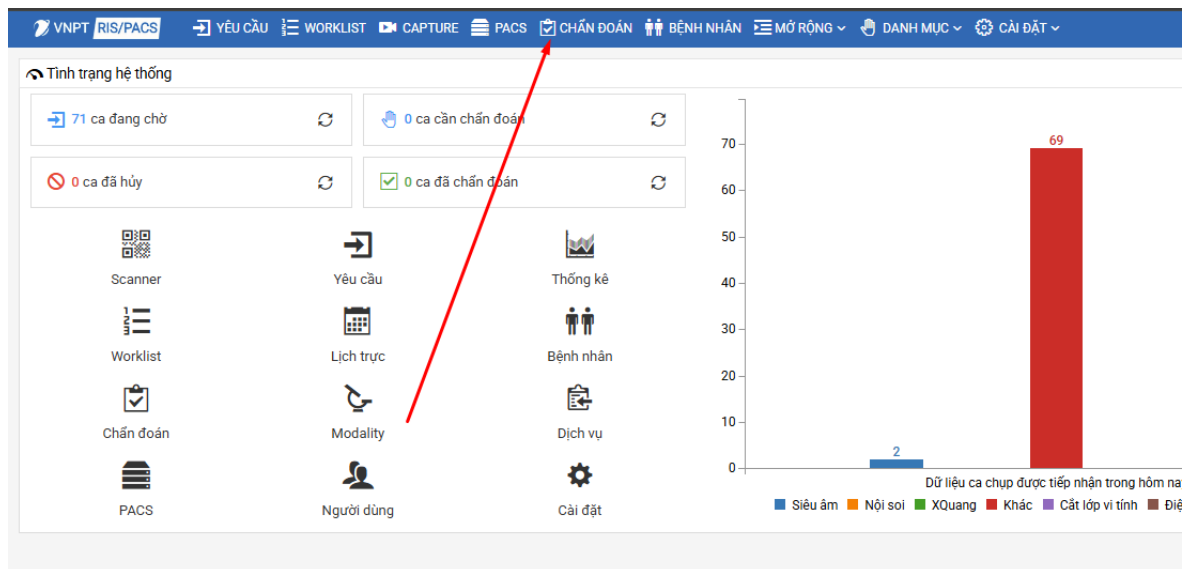 VNPT RIS/PACS YÊU CẦU WORKLIST CAPTURE PACS CHẨN ĐOÁN BỆNH NHÂN MỞ RỘNG DANH MỤC CÀI ĐẶT
Tình trạng hệ thống
71 ca đang chờ
0 ca cần chẩn đoán
0 ca đã hủy
0 ca đã chẩn đoán
Scanner Yêu cầu Thống kê
Worklist Lịch trực Bệnh nhân
Chẩn đoán Modality Dịch vụ
PACS Người dùng Cài đặt
70
60
50
40
30
20
10
0
69
2
Dữ liệu ca chụp được tiếp nhận trong hôm na
Siêu âm Nội soi XQuang Khác Cắt lớp vi tính Điệ